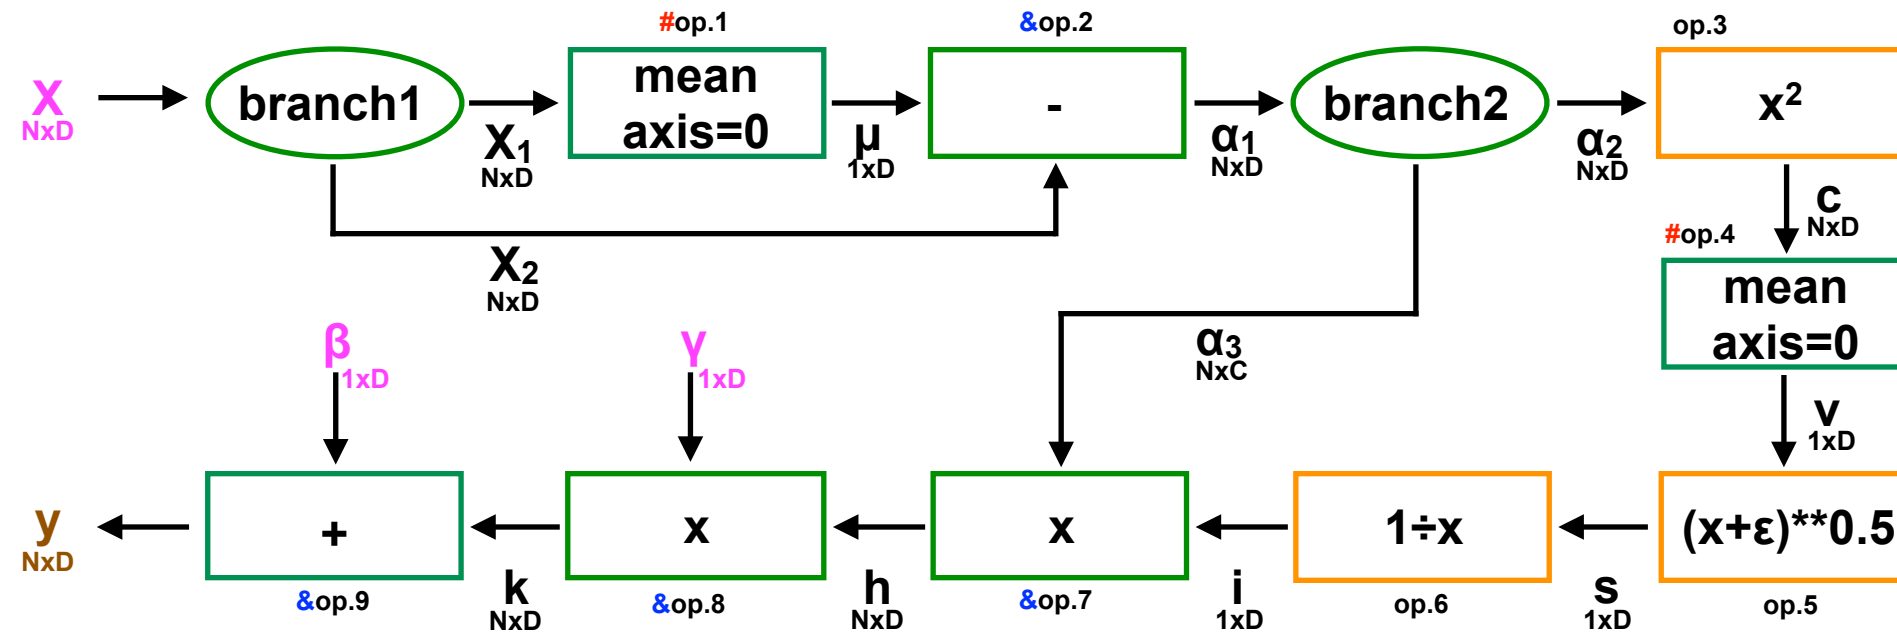 #op.1
&op.2
op.3
X
NxD
branch1
X1
NxD
mean
axis=0
μ
1xD
-
α1
NxD
branch2
α2
NxD
x²
c
NxD
X2
NxD
#op.4
mean
axis=0
α3
NxC
v
1xD
β
1xD
γ
1xD
y
NxD
+
&op.9
k
NxD
x
&op.8
h
NxD
x
&op.7
i
1xD
1÷x
op.6
s
1xD
(x+ε)**0.5
op.5